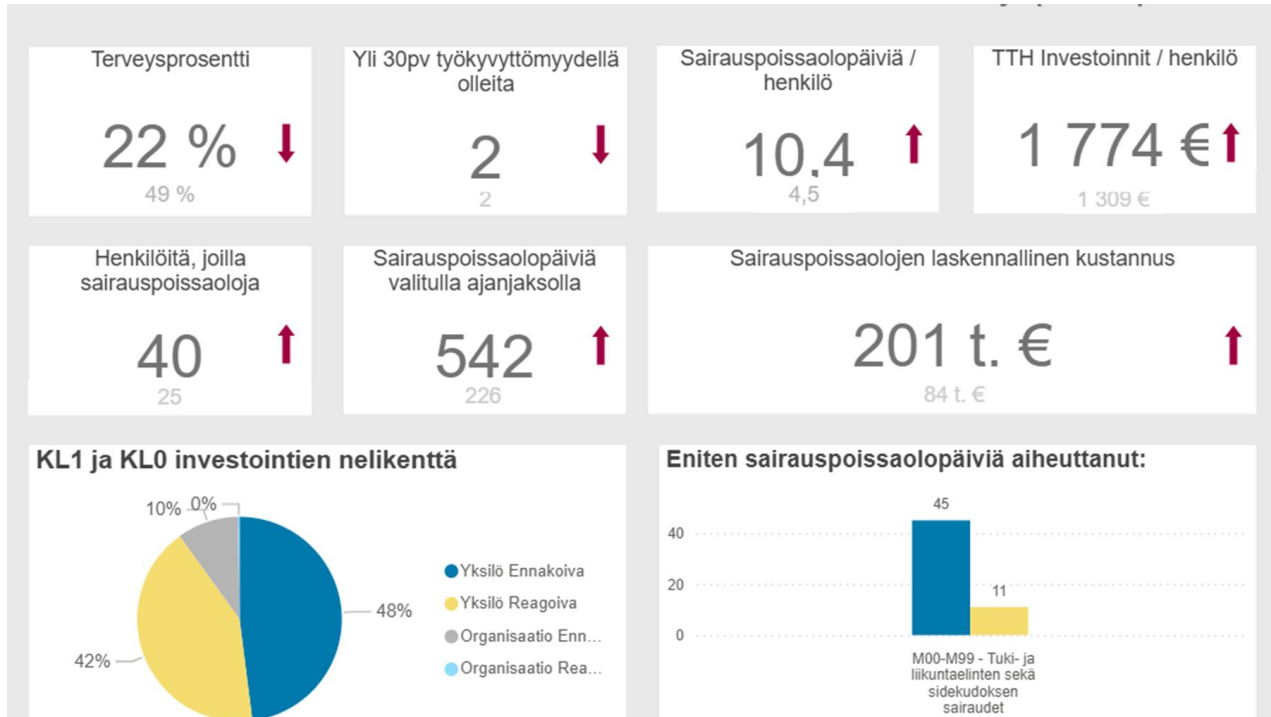 Terveysprosentti
22 %
49 %
Yli 30pv työkyvyttömyydellä
olleita
2
2
Sairauspoissaolopäiviä /
henkilö
10,4
4,5
TTH Investoinnit / henkilö
1 774 €
1 309 €
Henkilöitä, joilla
sairauspoissaoloja
40
25
Sairauspoissaolopäiviä
valitulla ajanjaksolla
542
226
Sairauspoissaolojen laskennallinen kustannus
201 t. €
84 t. €
KL1 ja KL0 investointien nelikenttä
10%
0%
48%
42%
Yksilö Ennakoiva
Yksilö Reagoiva
Organisaatio Enn...
Organisaatio Rea...
Eniten sairauspoissaolopäiviä aiheuttanut:
40
20
0
45
11
M00-M99 - Tuki- ja
liikuntaelinten sekä
sidekudoksen
sairaudet